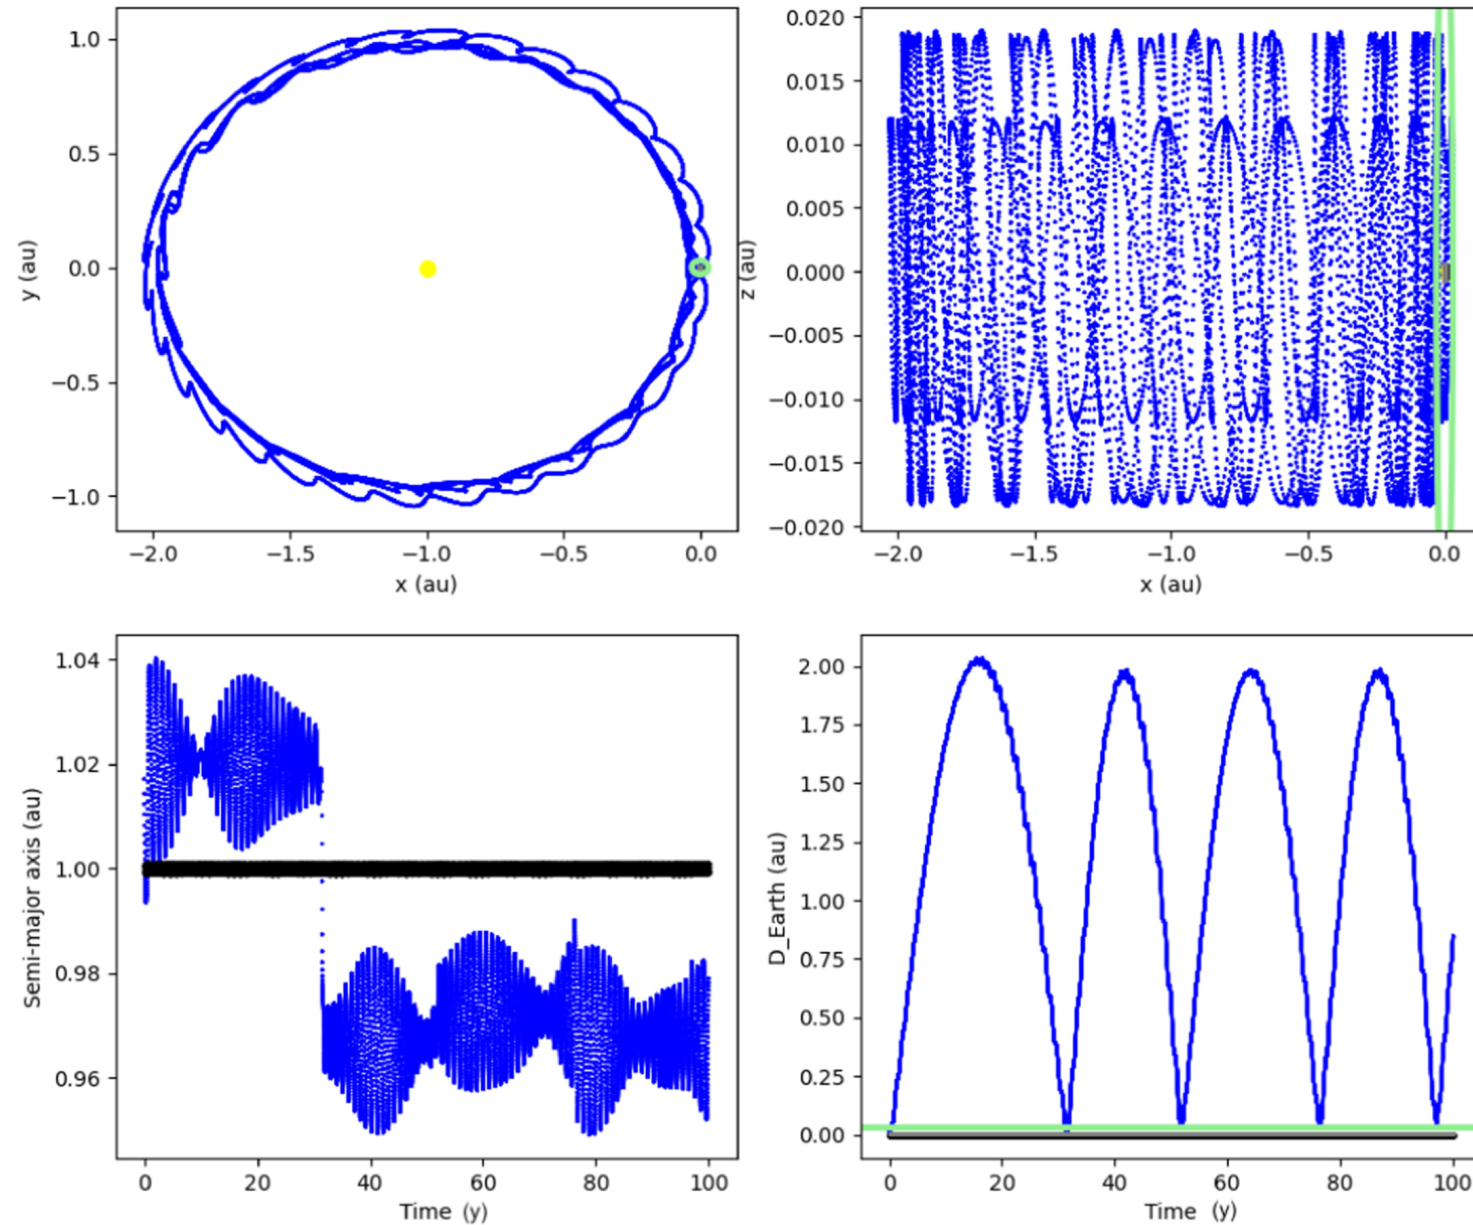 1.0
0.5
0.0
−0.5
−1.0
y (au)
−2.0 −1.5 −1.0 −0.5 0.0
x (au)
0.020
0.015
0.010
0.005
0.000
−0.005
−0.010
−0.015
−0.020
z (au)
−2.0 −1.5 −1.0 −0.5 0.0
x (au)
1.04
1.02
1.00
0.98
0.96
Semi-major axis (au)
0 20 40 60 80 100
Time (y)
2.00
1.75
1.50
1.25
1.00
0.75
0.50
0.25
0.00
D_Earth (au)
0 20 40 60 80 100
Time (y)